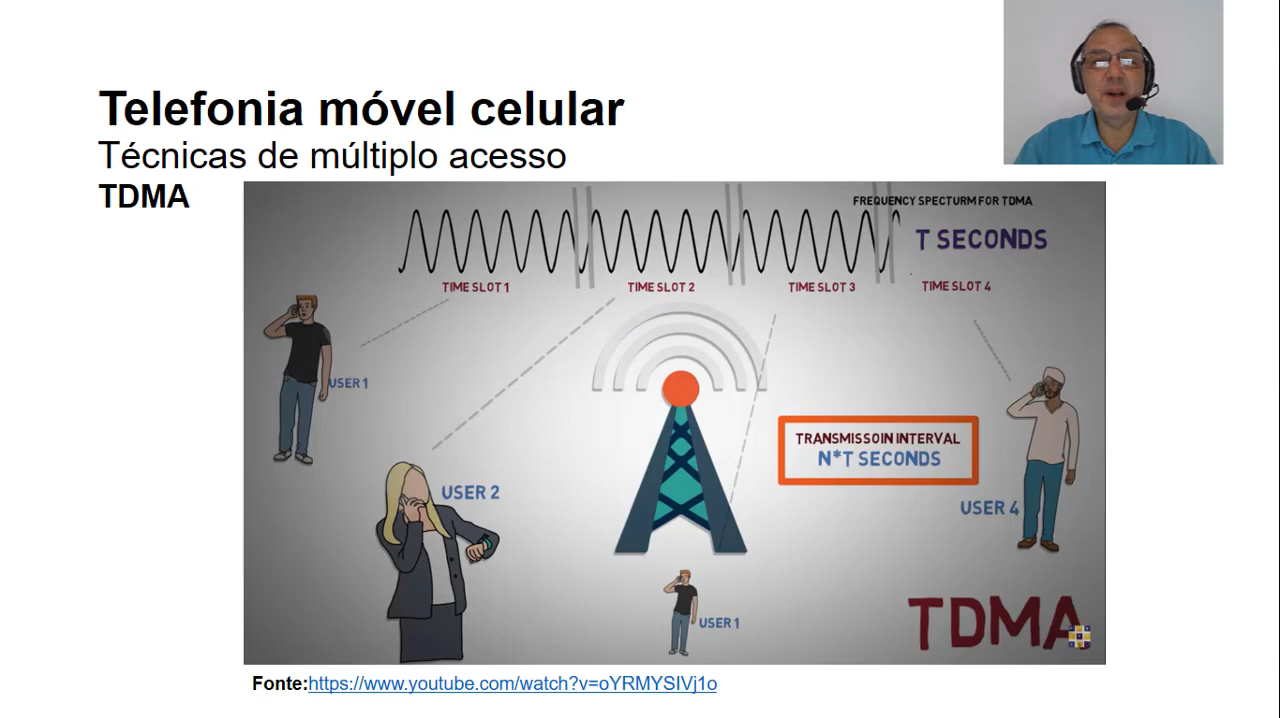 Telefonia móvel celular
Técnicas de múltiplo acesso
TDMA
FREQUENCY SPECTURM FOR TDMA
T SECONDS
TIME SLOT 1
TIME SLOT 2
TIME SLOT 3
TIME SLOT 4
USER 1
TRANSMISSOIN INTERVAL
N*T SECONDS
USER 2
USER 4
USER 1
TDMA
Fonte:https://www.youtube.com/watch?v=oYRMYSIVj1o